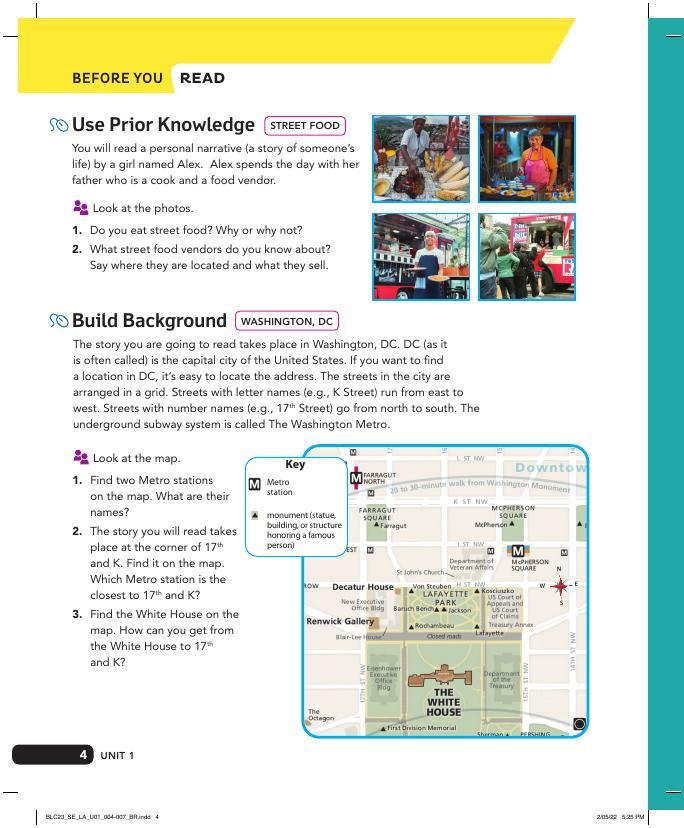 BEFORE YOU READ
Use Prior Knowledge STREET FOOD
You will read a personal narrative (a story of someone's
life) by a girl named Alex.  Alex spends the day with her
father who is a cook and a food vendor.
Look at the photos.
1. Do you eat street food? Why or why not?
2. What street food vendors do you know about?
Say where they are located and what they sell.
Build Background WASHINGTON, DC
The story you are going to read takes place in Washington, DC. DC (as it
is often called) is the capital city of the United States. If you want to find
a location in DC, it's easy to locate the address. The streets in the city are
arranged in a grid. Streets with letter names (e.g., K Street) run from east to
west. Streets with number names (e.g., 17th Street) go from north to south. The
underground subway system is called The Washington Metro.
Look at the map.
1. Find two Metro stations
on the map. What are their
names?
2. The story you will read takes
place at the corner of 17th
and K. Find it on the map.
Which Metro station is the
closest to 17th and K?
3. Find the White House on the
map. How can you get from
the White House to 17th
and K?
Key
M Metro
station
monument (statue,
building, or structure
honoring a famous
person)
M
17
16
15
L ST NW
Downtow
M FARRAGUT
NORTH
M
20 to 30-minute walk from Washington Monument
K ST NW
FARRAGUT
SQUARE
Farragut
MCPHERSON
SQUARE
McPherson
EST
M
I ST NW
M
M
M
McPHERSON
SQUARE
Department of
Veteran Affairs
St John's Church
H ST NW
N
W
E
S
ROW
Decatur House
Von Steuben
Kosciuszko
LAFAYETTE
PARK
New Executive
Office Bldg
Baruch Bench
Jackson
US Court of
Appeals and
US Court
of Claims
Renwick Gallery
Rochambeau
Treasury Annex
Lafayette
Blair-Lee House
Closed roads
17TH ST NW
Eisenhower
Executive
Office
Bldg
THE
WHITE
HOUSE
Department of
the Treasury
15TH ST NW
14TH ST NW
The
Octagon
First Division Memorial
Sherman
PERSHING
4 UNIT 1
BLC23_SE_LA_U01_004-007_BR.indd 4
2/05/22 5:25 PM